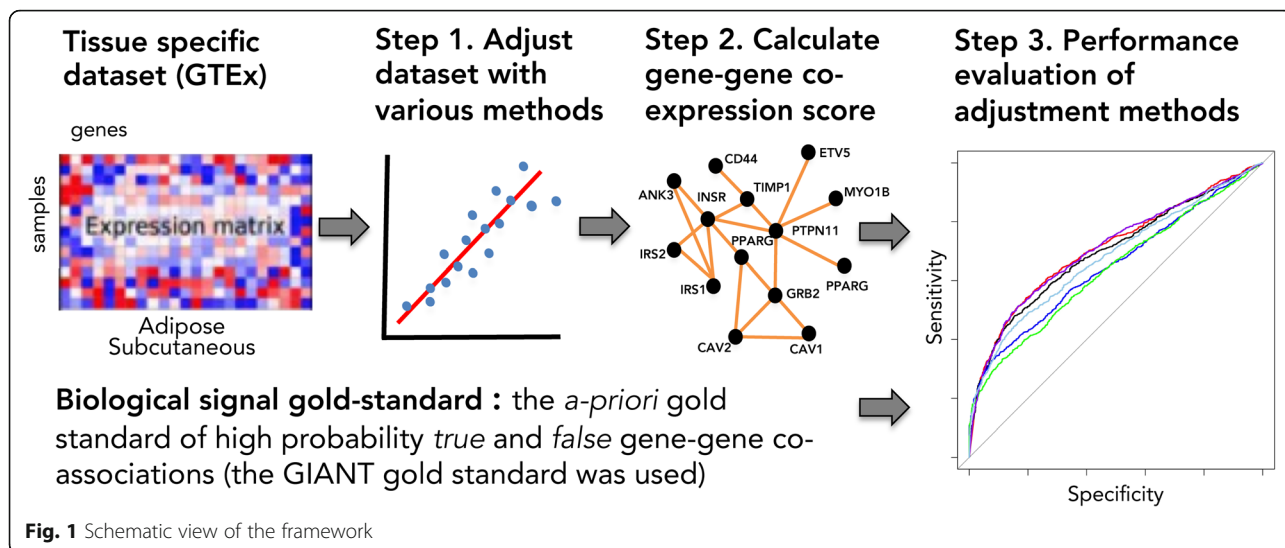 Tissue specific
dataset (GTEx)
Step 1. Adjust
dataset with
various methods
Step 2. Calculate
gene-gene co-
expression score
Step 3. Performance
evaluation of
adjustment methods
genes
samples
Expression matrix
Adipose
Subcutaneous
CD44
ETV5
ANK3
INSR
TIMP1
MYO1B
PTPN11
PPARG
IRS2
IRS1
PPARG
GRB2
CAV2
CAV1
Sensitivity
Specificity
Biological signal gold-standard : the a-priori gold
standard of high probability true and false gene-gene co-
associations (the GIANT gold standard was used)
Fig. 1 Schematic view of the framework